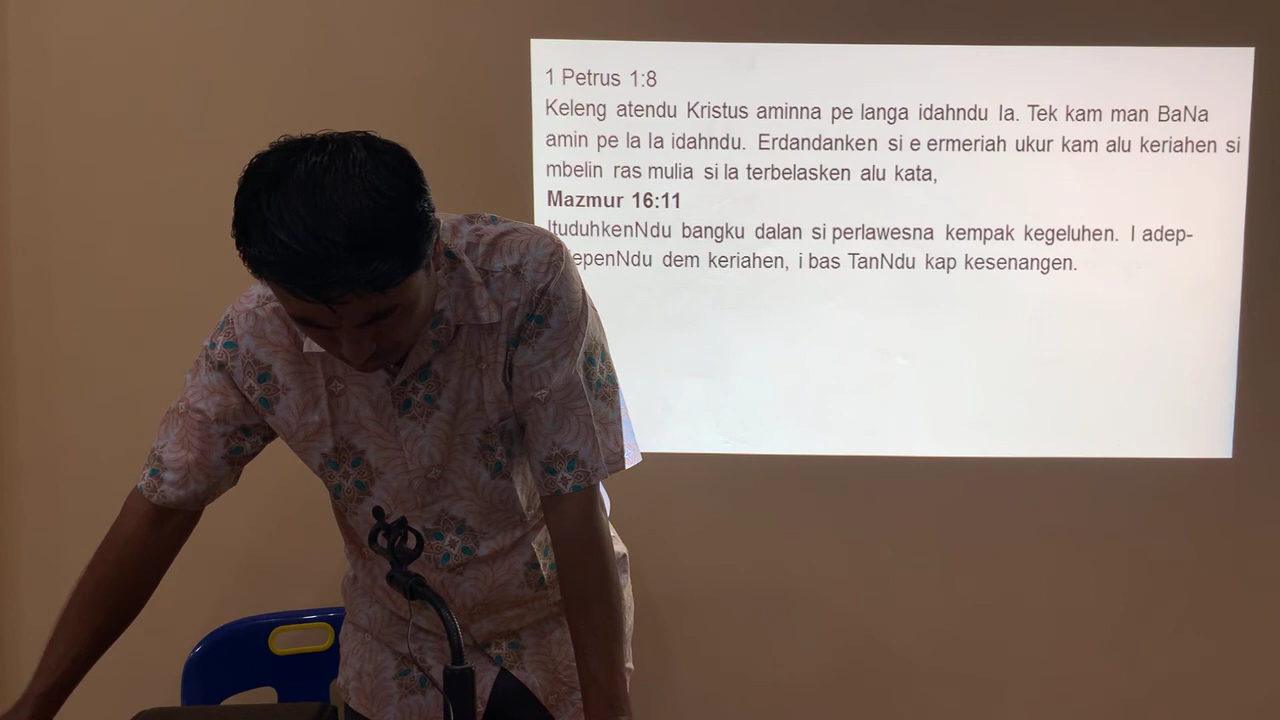 1 Petrus 1:8
Keleng atendu Kristus aminna pe langa idahndu Ia. Tek kam man BaNa
amin pe la Ia idahndu. Erdandanken si e ermeriah ukur kam alu keriahen si
mbelin ras mulia si la terbelasken alu kata,
Mazmur 16:11
ItuduhkenNdu bangku dalan si perlawesna kempak kegeluhen. I adep-
dem keriahen, i bas TanNdu kap kesenangen.